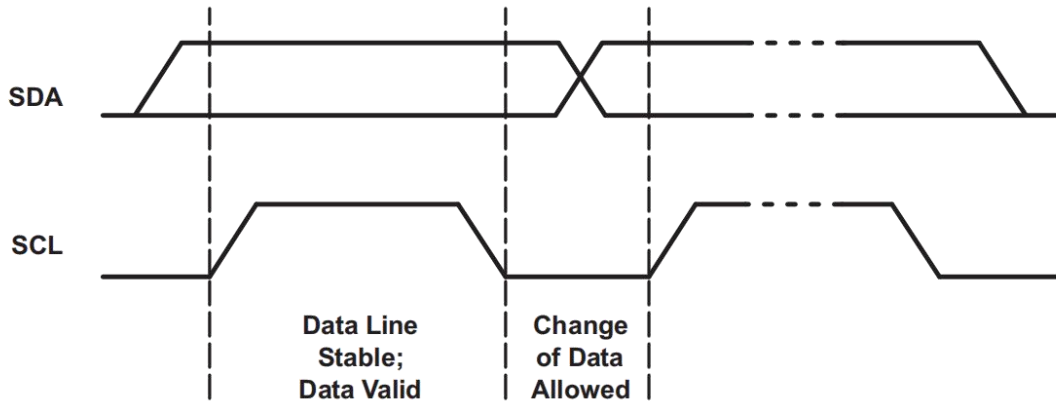 SDA
SCL
Data Line
Stable;
Data Valid
Change
of Data
Allowed